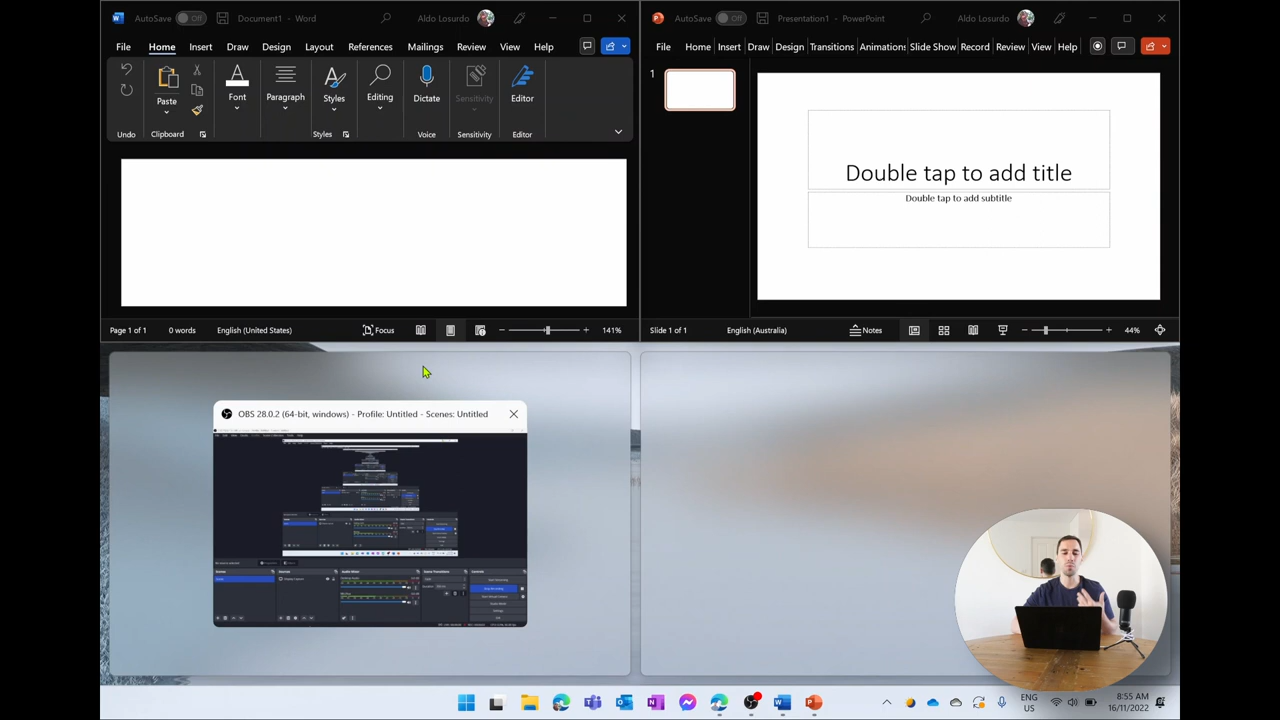 AutoSave Off Document1 - Word Aldo Losurdo
File Home Insert Draw Design Layout References Mailings Review View Help
Paste Font Paragraph Styles Editing Dictate Sensitivity Editor
Undo Clipboard Styles Voice Sensitivity Editor
Page 1 of 1 0 words English (United States) Focus 141%
AutoSave Off Presentation1 - PowerPoint Aldo Losurdo
File Home Insert Draw Design Transitions Animations Slide Show Record Review View Help
1
Double tap to add title
Double tap to add subtitle
Slide 1 of 1 English (Australia) Notes 44%
OBS 28.0.2 (64-bit, windows) - Profile: Untitled - Scenes: Untitled
ENG
US
8:55 AM
16/11/2022